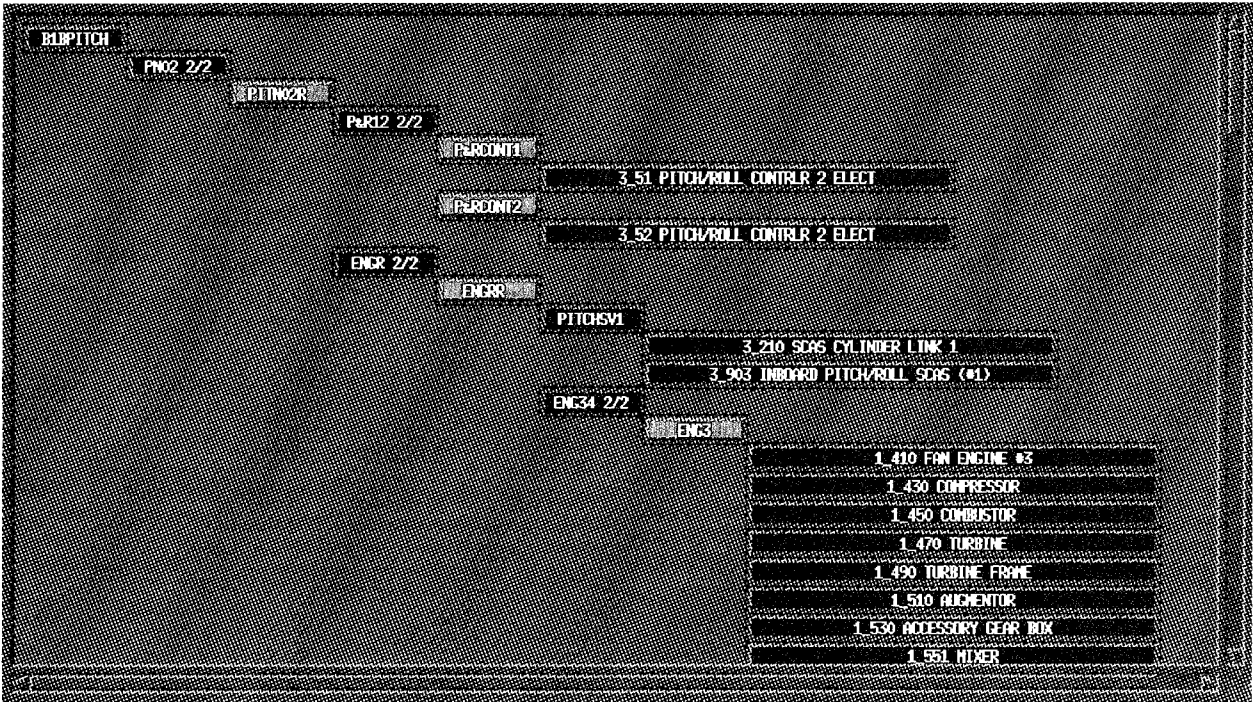 B1BPITCH
PNO2 2/2
PITNO2R
P&R12 2/2
P&RCONT1
3_51 PITCH/ROLL CONTRLR 2 ELECT
P&RCONT2
3_52 PITCH/ROLL CONTRLR 2 ELECT
ENGR 2/2
ENGRR
PITCHSV1
3_210 SCAS CYLINDER LINK 1
3_903 INBOARD PITCH/ROLL SCAS (#1)
ENG34 2/2
ENG3
1_410 FAN ENGINE #3
1_430 COMPRESSOR
1_450 COMBUSTOR
1_470 TURBINE
1_490 TURBINE FRAME
1_510 AUGMENTOR
1_530 ACCESSORY GEAR BOX
1_551 MIXER